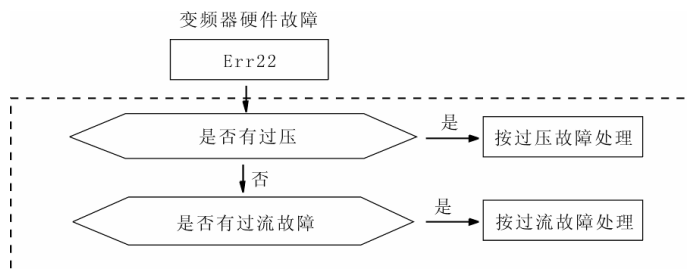 变频器硬件故障
Err22
是否有过压
是
按过压故障处理
否
是否有过流故障
是
按过流故障处理